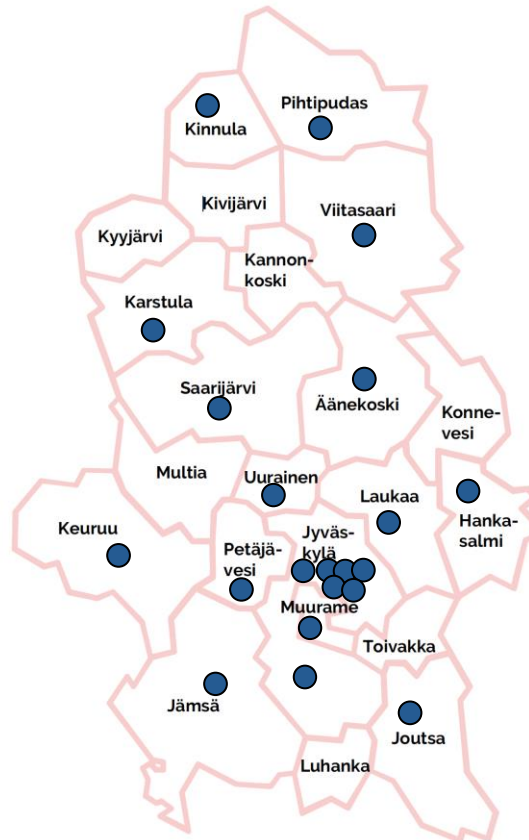 Pihtipudas
Kinnula
Kivijärvi
Viitasaari
Kyyjärvi
Kannon-
koski
Karstula
Saarijärvi
Äänekoski
Konne-
vesi
Multia
Uurainen
Laukaa
Hanka-
salmi
Keuruu
Jyväs-
kylä
Petäjä-
vesi
Muurame
Toivakka
Jämsä
Joutsa
Luhanka